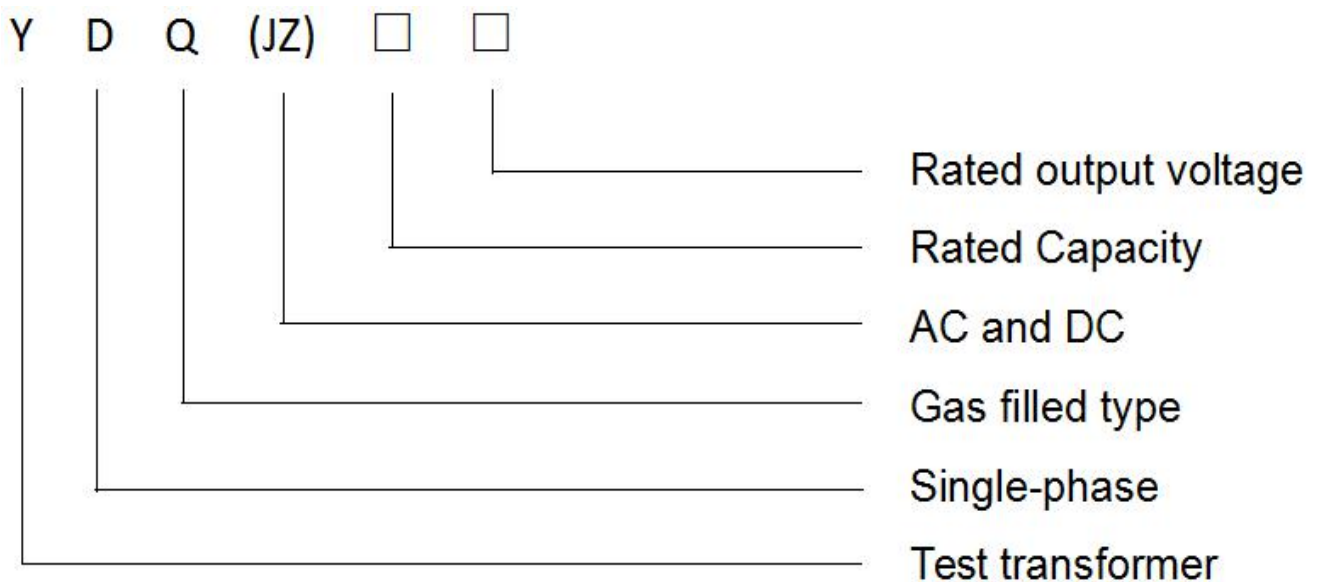 Y D Q (JZ) □ □
Rated output voltage
Rated Capacity
AC and DC
Gas filled type
Single-phase
Test transformer